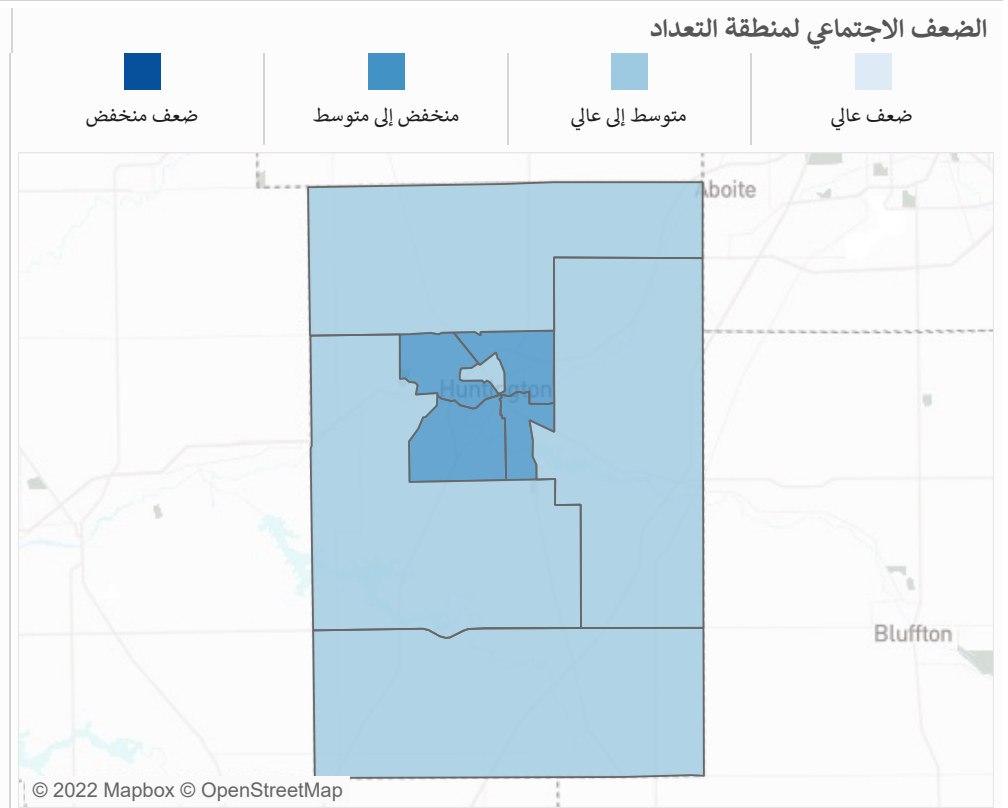 الضعف الاجتماعي لمنطقة التعداد
ضعف عالي
متوسط إلى عالي
منخفض إلى متوسط
ضعف منخفض
Aboite
Huntington
Bluffton
© 2022 Mapbox © OpenStreetMap